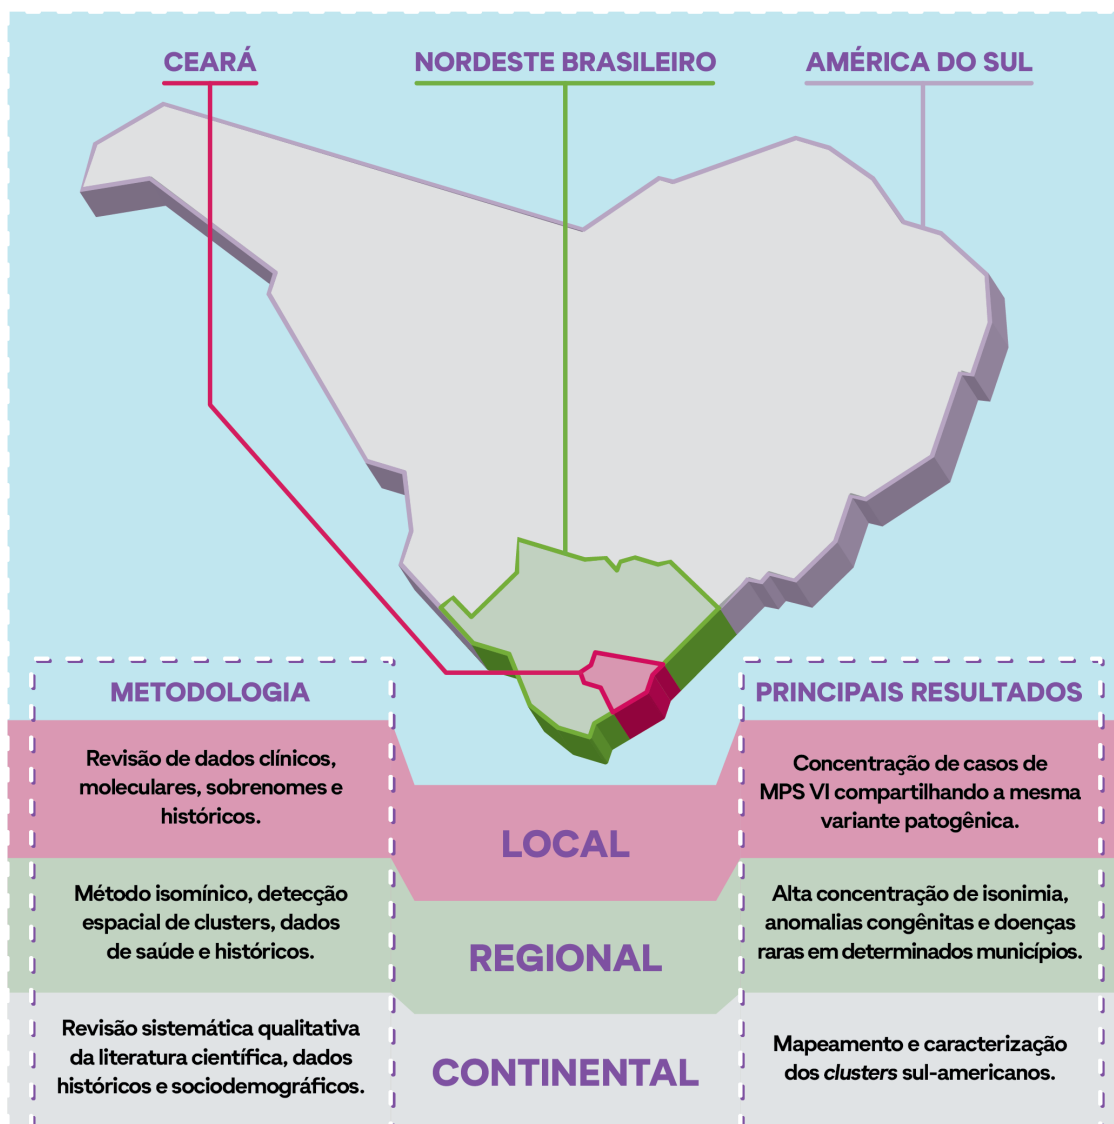 CEARÁ
NORDESTE BRASILEIRO
AMÉRICA DO SUL
METODOLOGIA
PRINCIPAIS RESULTADOS
Revisão de dados clínicos,
moleculares, sobrenomes e
históricos.
LOCAL
Concentração de casos de
MPS VI compartilhando a mesma
variante patogênica.
Método isomínico, detecção
espacial de clusters, dados
de saúde e históricos.
REGIONAL
Alta concentração de isonimia,
anomalias congênitas e doenças
raras em determinados municípios.
Revisão sistemática qualitativa
da literatura científica, dados
históricos e sociodemográficos.
CONTINENTAL
Mapeamento e caracterização
dos clusters sul-americanos.